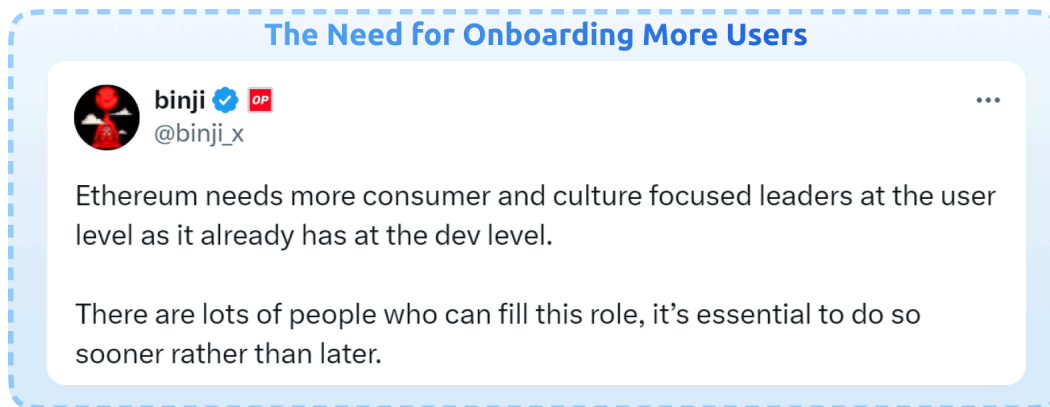 The Need for Onboarding More Users
binji OP
@binji_x
Ethereum needs more consumer and culture focused leaders at the user
level as it already has at the dev level.
There are lots of people who can fill this role, it’s essential to do so
sooner rather than later.